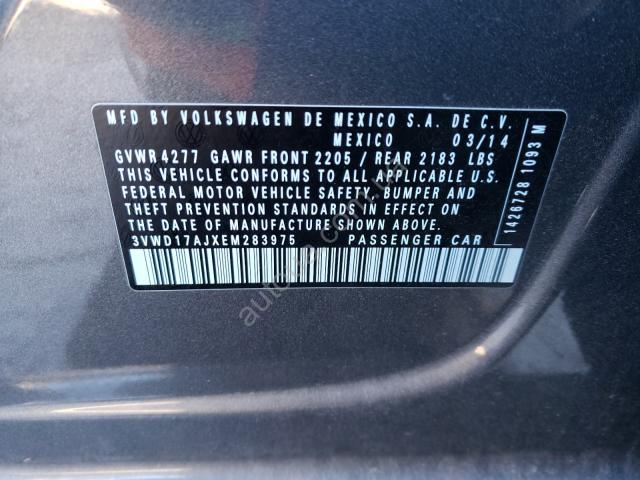 MFD BY VOLKSWAGEN DE MEXICO S.A. DE C.V.
MEXICO 03/14
GVWR 4277 GAWR FRONT 2205 / REAR 2183 LBS
THIS VEHICLE CONFORMS TO ALL APPLICABLE U.S.
FEDERAL MOTOR VEHICLE SAFETY, BUMPER AND
THEFT PREVENTION STANDARDS IN EFFECT ON
THE DATE OF MANUFACTURE SHOWN ABOVE.
3VWD17AJXEM283975 PASSENGER CAR
1426728 1093 M